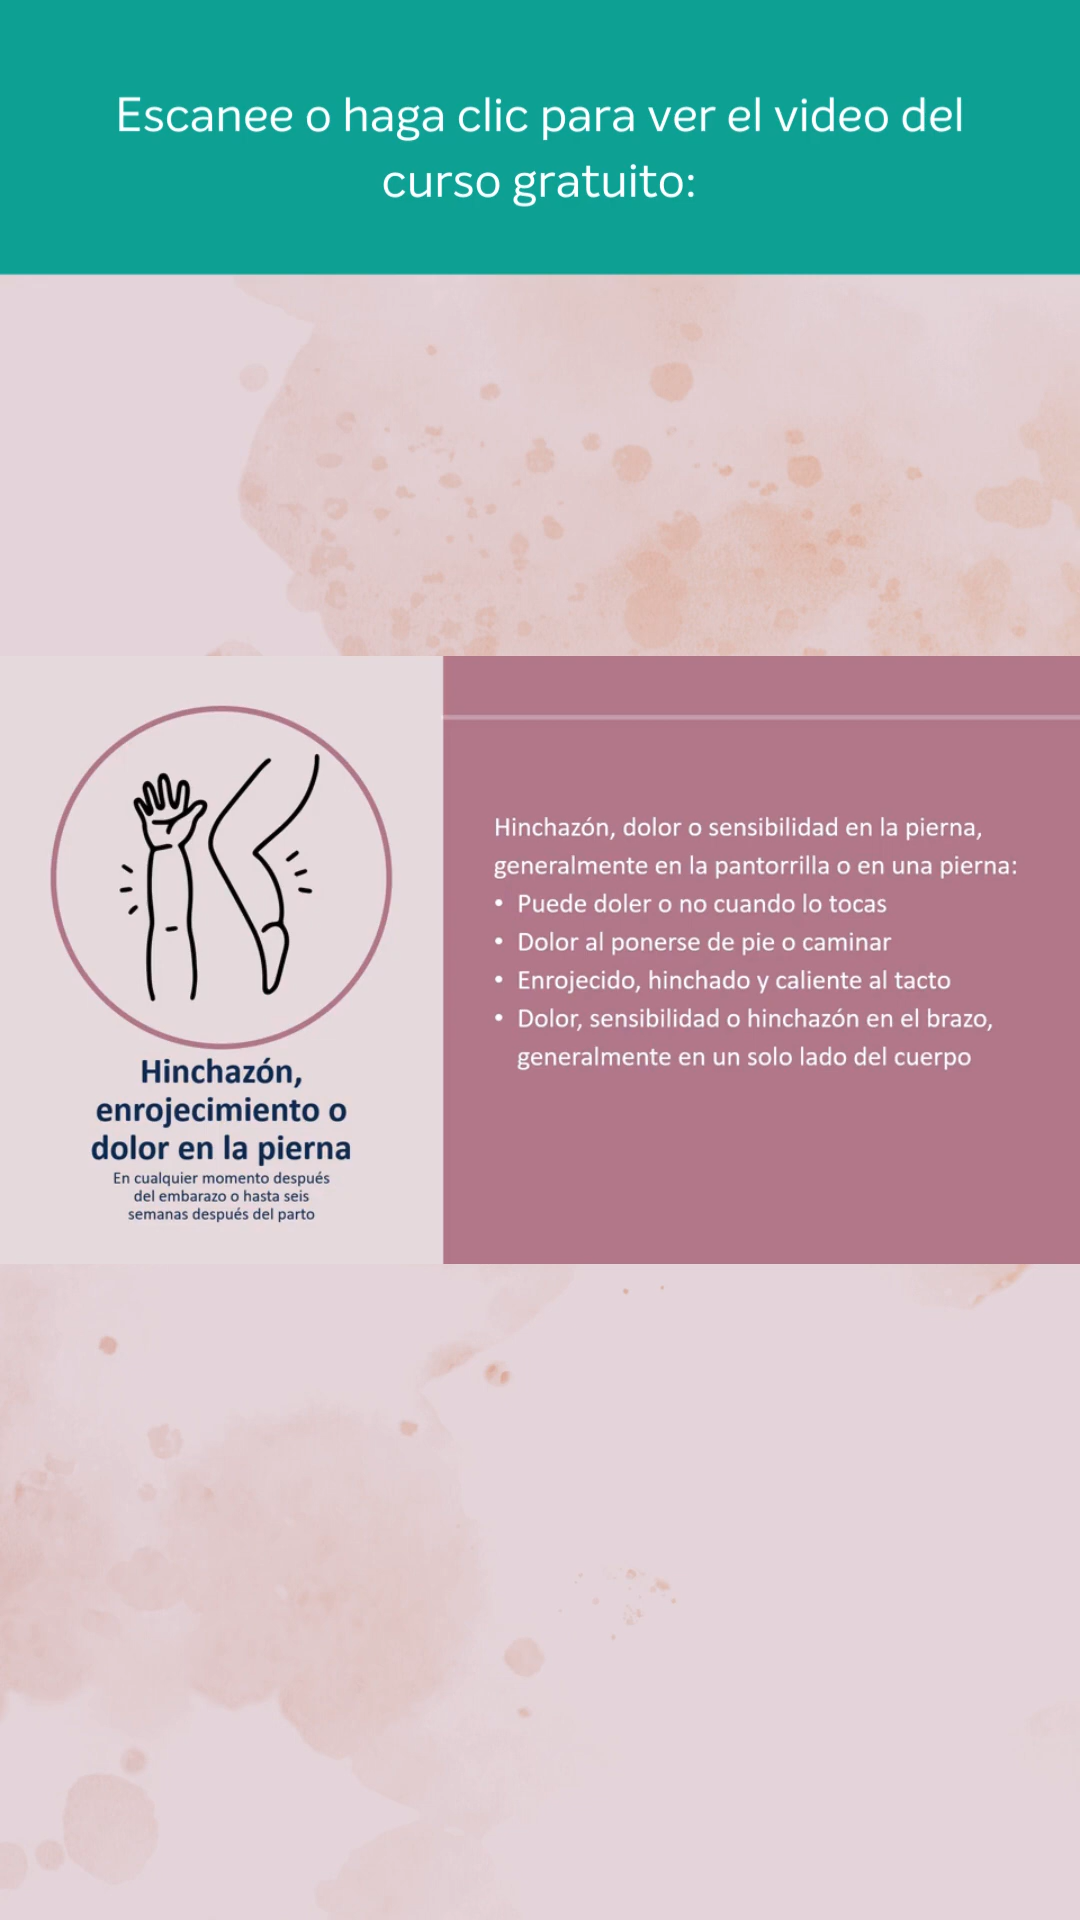 Escanee o haga clic para ver el video del
curso gratuito:
Hinchazón,
enrojecimiento o
dolor en la pierna
En cualquier momento después
del embarazo o hasta seis
semanas después del parto
Hinchazón, dolor o sensibilidad en la pierna,
generalmente en la pantorrilla o en una pierna:
• Puede doler o no cuando lo tocas
• Dolor al ponerse de pie o caminar
• Enrojecido, hinchado y caliente al tacto
• Dolor, sensibilidad o hinchazón en el brazo,
generalmente en un solo lado del cuerpo